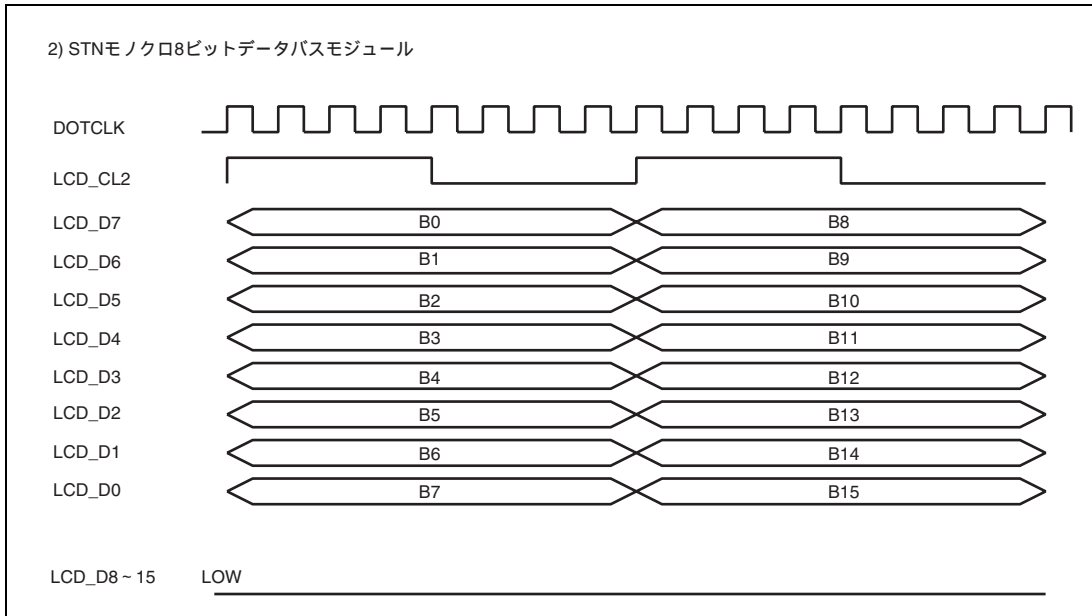 2) STNモノクロ8ビットデータバスモジュール
DOTCLK
LCD_CL2
LCD_D7 B0 B8
LCD_D6 B1 B9
LCD_D5 B2 B10
LCD_D4 B3 B11
LCD_D3 B4 B12
LCD_D2 B5 B13
LCD_D1 B6 B14
LCD_D0 B7 B15
LCD_D8~15 LOW